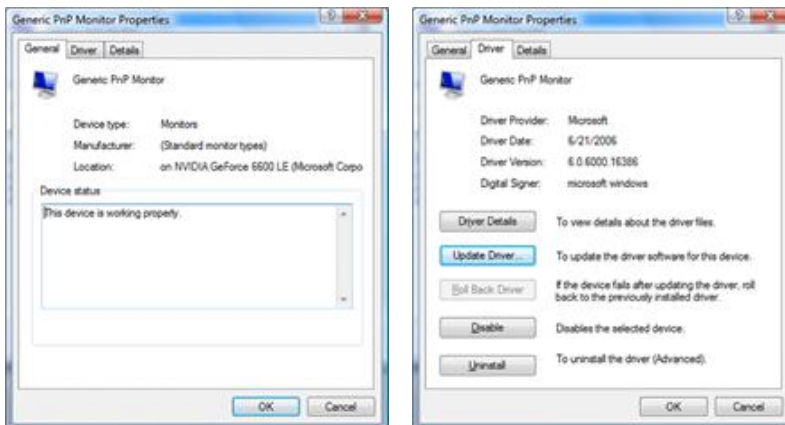 Generic PnP Monitor Properties
General Driver Details
Generic PnP Monitor
Device type: Monitors
Manufacturer: (Standard monitor types)
Location: on NVIDIA GeForce 6600 LE (Microsoft Corpo
Device status
This device is working properly.
OK Cancel
Generic PnP Monitor Properties
General Driver Details
Generic PnP Monitor
Driver Provider: Microsoft
Driver Date: 6/21/2006
Driver Version: 6.0.6000.16386
Digital Signer: microsoft windows
Driver Details To view details about the driver files.
Update Driver... To update the driver software for this device.
Roll Back Driver If the device fails after updating the driver, roll
back to the previously installed driver.
Disable Disables the selected device.
Uninstall To uninstall the driver (Advanced).
OK Cancel